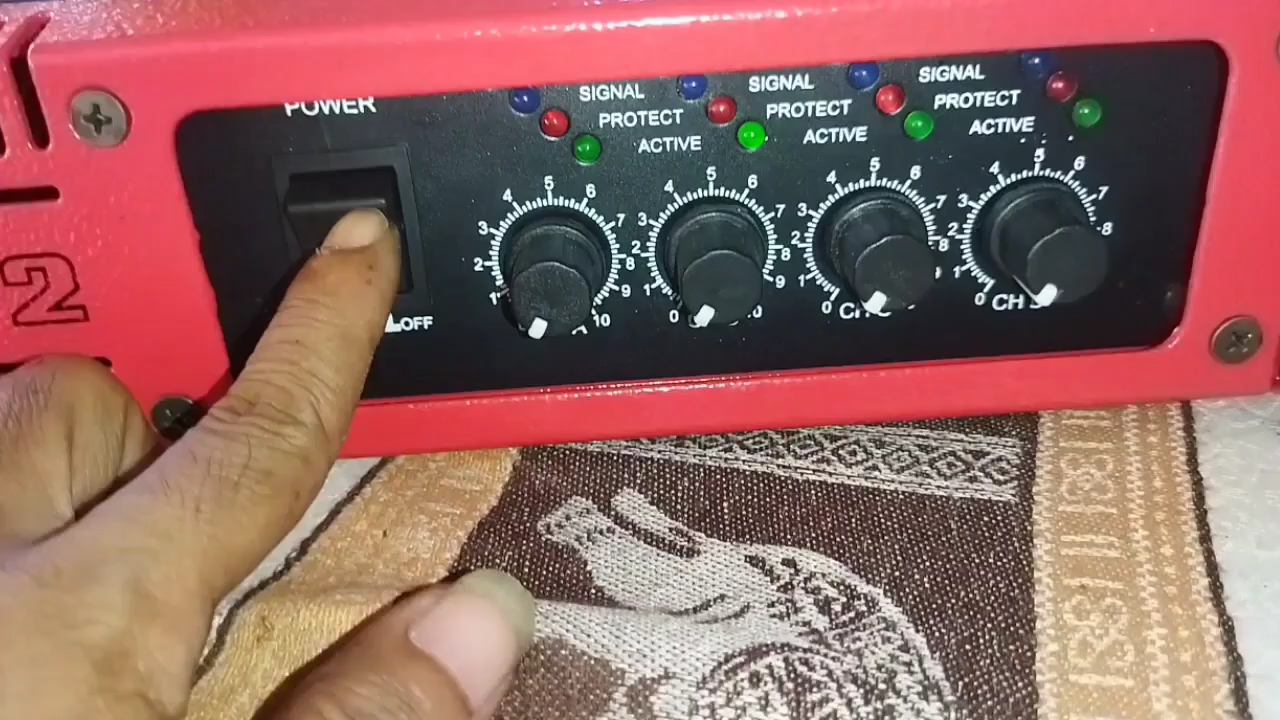 POWER
SIGNAL
PROTECT
ACTIVE
SIGNAL
PROTECT
ACTIVE
SIGNAL
PROTECT
ACTIVE
1 2 3 4 5 6 7 8 9 10
0 1 2 3 4 5 6 7 8 9
0 1 2 3 4 5 6 7 8
0 1 2 3 4 5 6 7 8
OFF
CH
CH
2